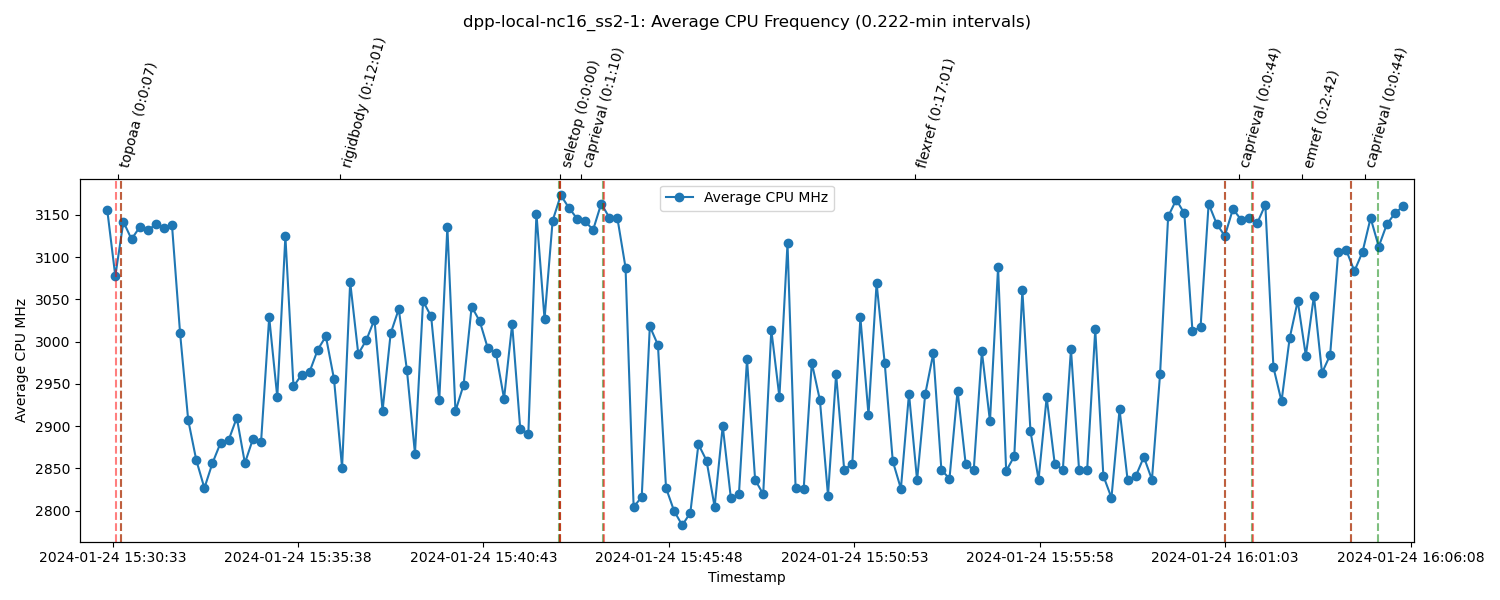 dpp-local-nc16_ss2-1: Average CPU Frequency (0.222-min intervals)
topoaa (0:0:07)
rigidbody (0:12:01)
seletop (0:0:00)
caprieval (0:1:10)
flexref (0:17:01)
caprieval (0:0:44)
emref (0:2:42)
caprieval (0:0:44)
Average CPU MHz
3150
3100
3050
3000
2950
2900
2850
2800
Average CPU MHz
2024-01-24 15:30:33
2024-01-24 15:35:38
2024-01-24 15:40:43
2024-01-24 15:45:48
2024-01-24 15:50:53
2024-01-24 15:55:58
2024-01-24 16:01:03
2024-01-24 16:06:08
Timestamp